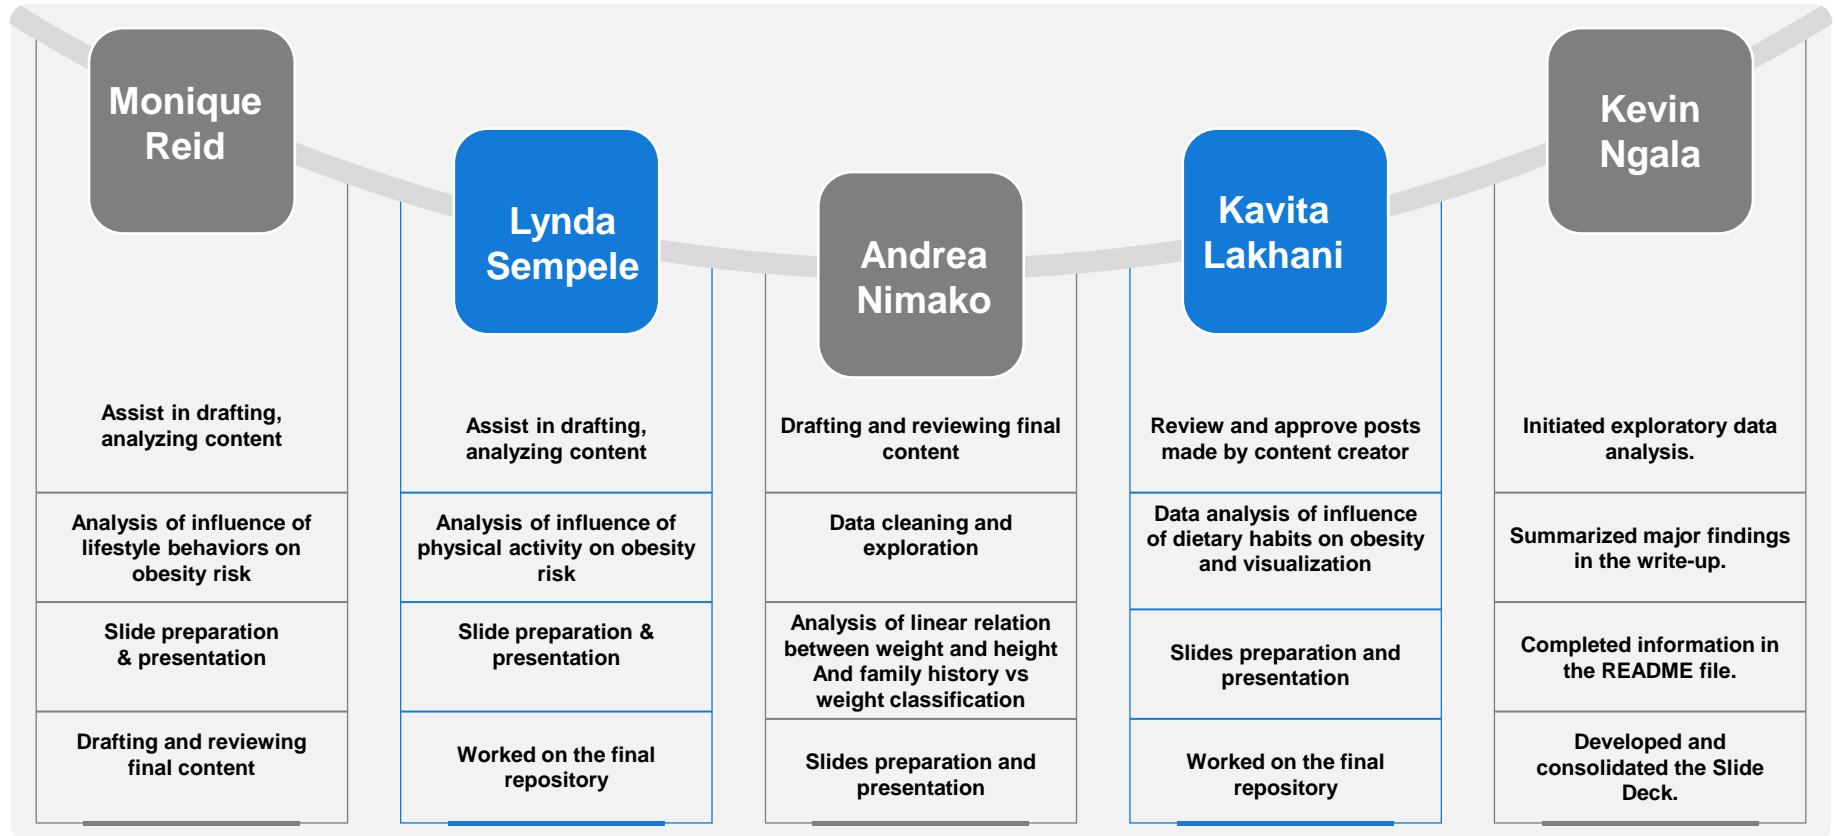 Monique
Reid
Assist in drafting,
analyzing content
Analysis of influence of
lifestyle behaviors on
obesity risk
Slide preparation
& presentation
Drafting and reviewing
final content
Lynda
Sempele
Assist in drafting,
analyzing content
Analysis of influence of
physical activity on obesity
risk
Slide preparation &
presentation
Worked on the final
repository
Andrea
Nimako
Drafting and reviewing final
content
Data cleaning and
exploration
Analysis of linear relation
between weight and height
And family history vs
weight classification
Slides preparation and
presentation
Kavita
Lakhani
Review and approve posts
made by content creator
Data analysis of influence
of dietary habits on obesity
and visualization
Slides preparation and
presentation
Worked on the final
repository
Kevin
Ngala
Initiated exploratory data
analysis.
Summarized major findings
in the write-up.
Completed information in
the README file.
Developed and
consolidated the Slide
Deck.